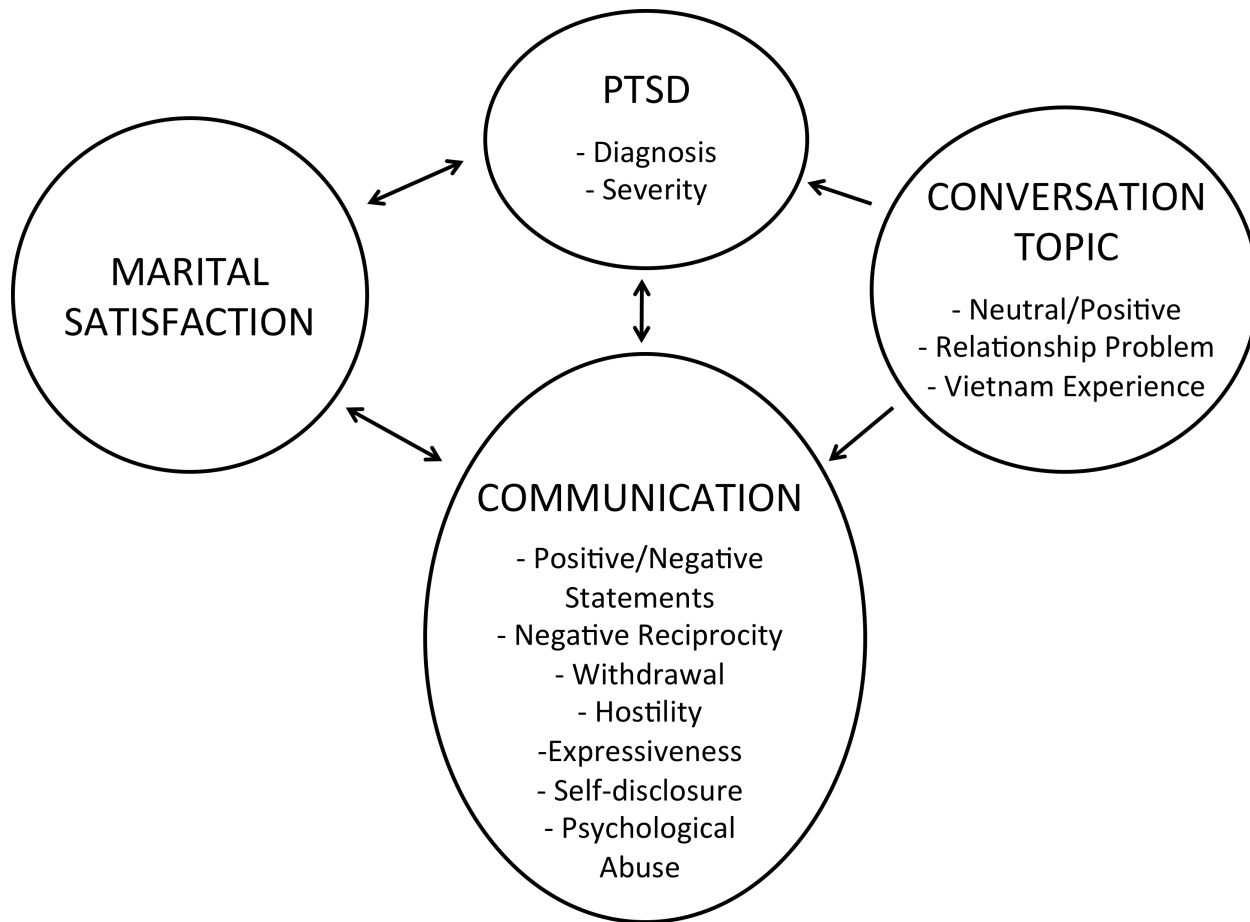 PTSD
- Diagnosis
- Severity
MARITAL
SATISFACTION
CONVERSATION
TOPIC
- Neutral/Positive
- Relationship Problem
- Vietnam Experience
COMMUNICATION
- Positive/Negative
Statements
- Negative Reciprocity
- Withdrawal
- Hostility
-Expressiveness
- Self-disclosure
- Psychological
Abuse